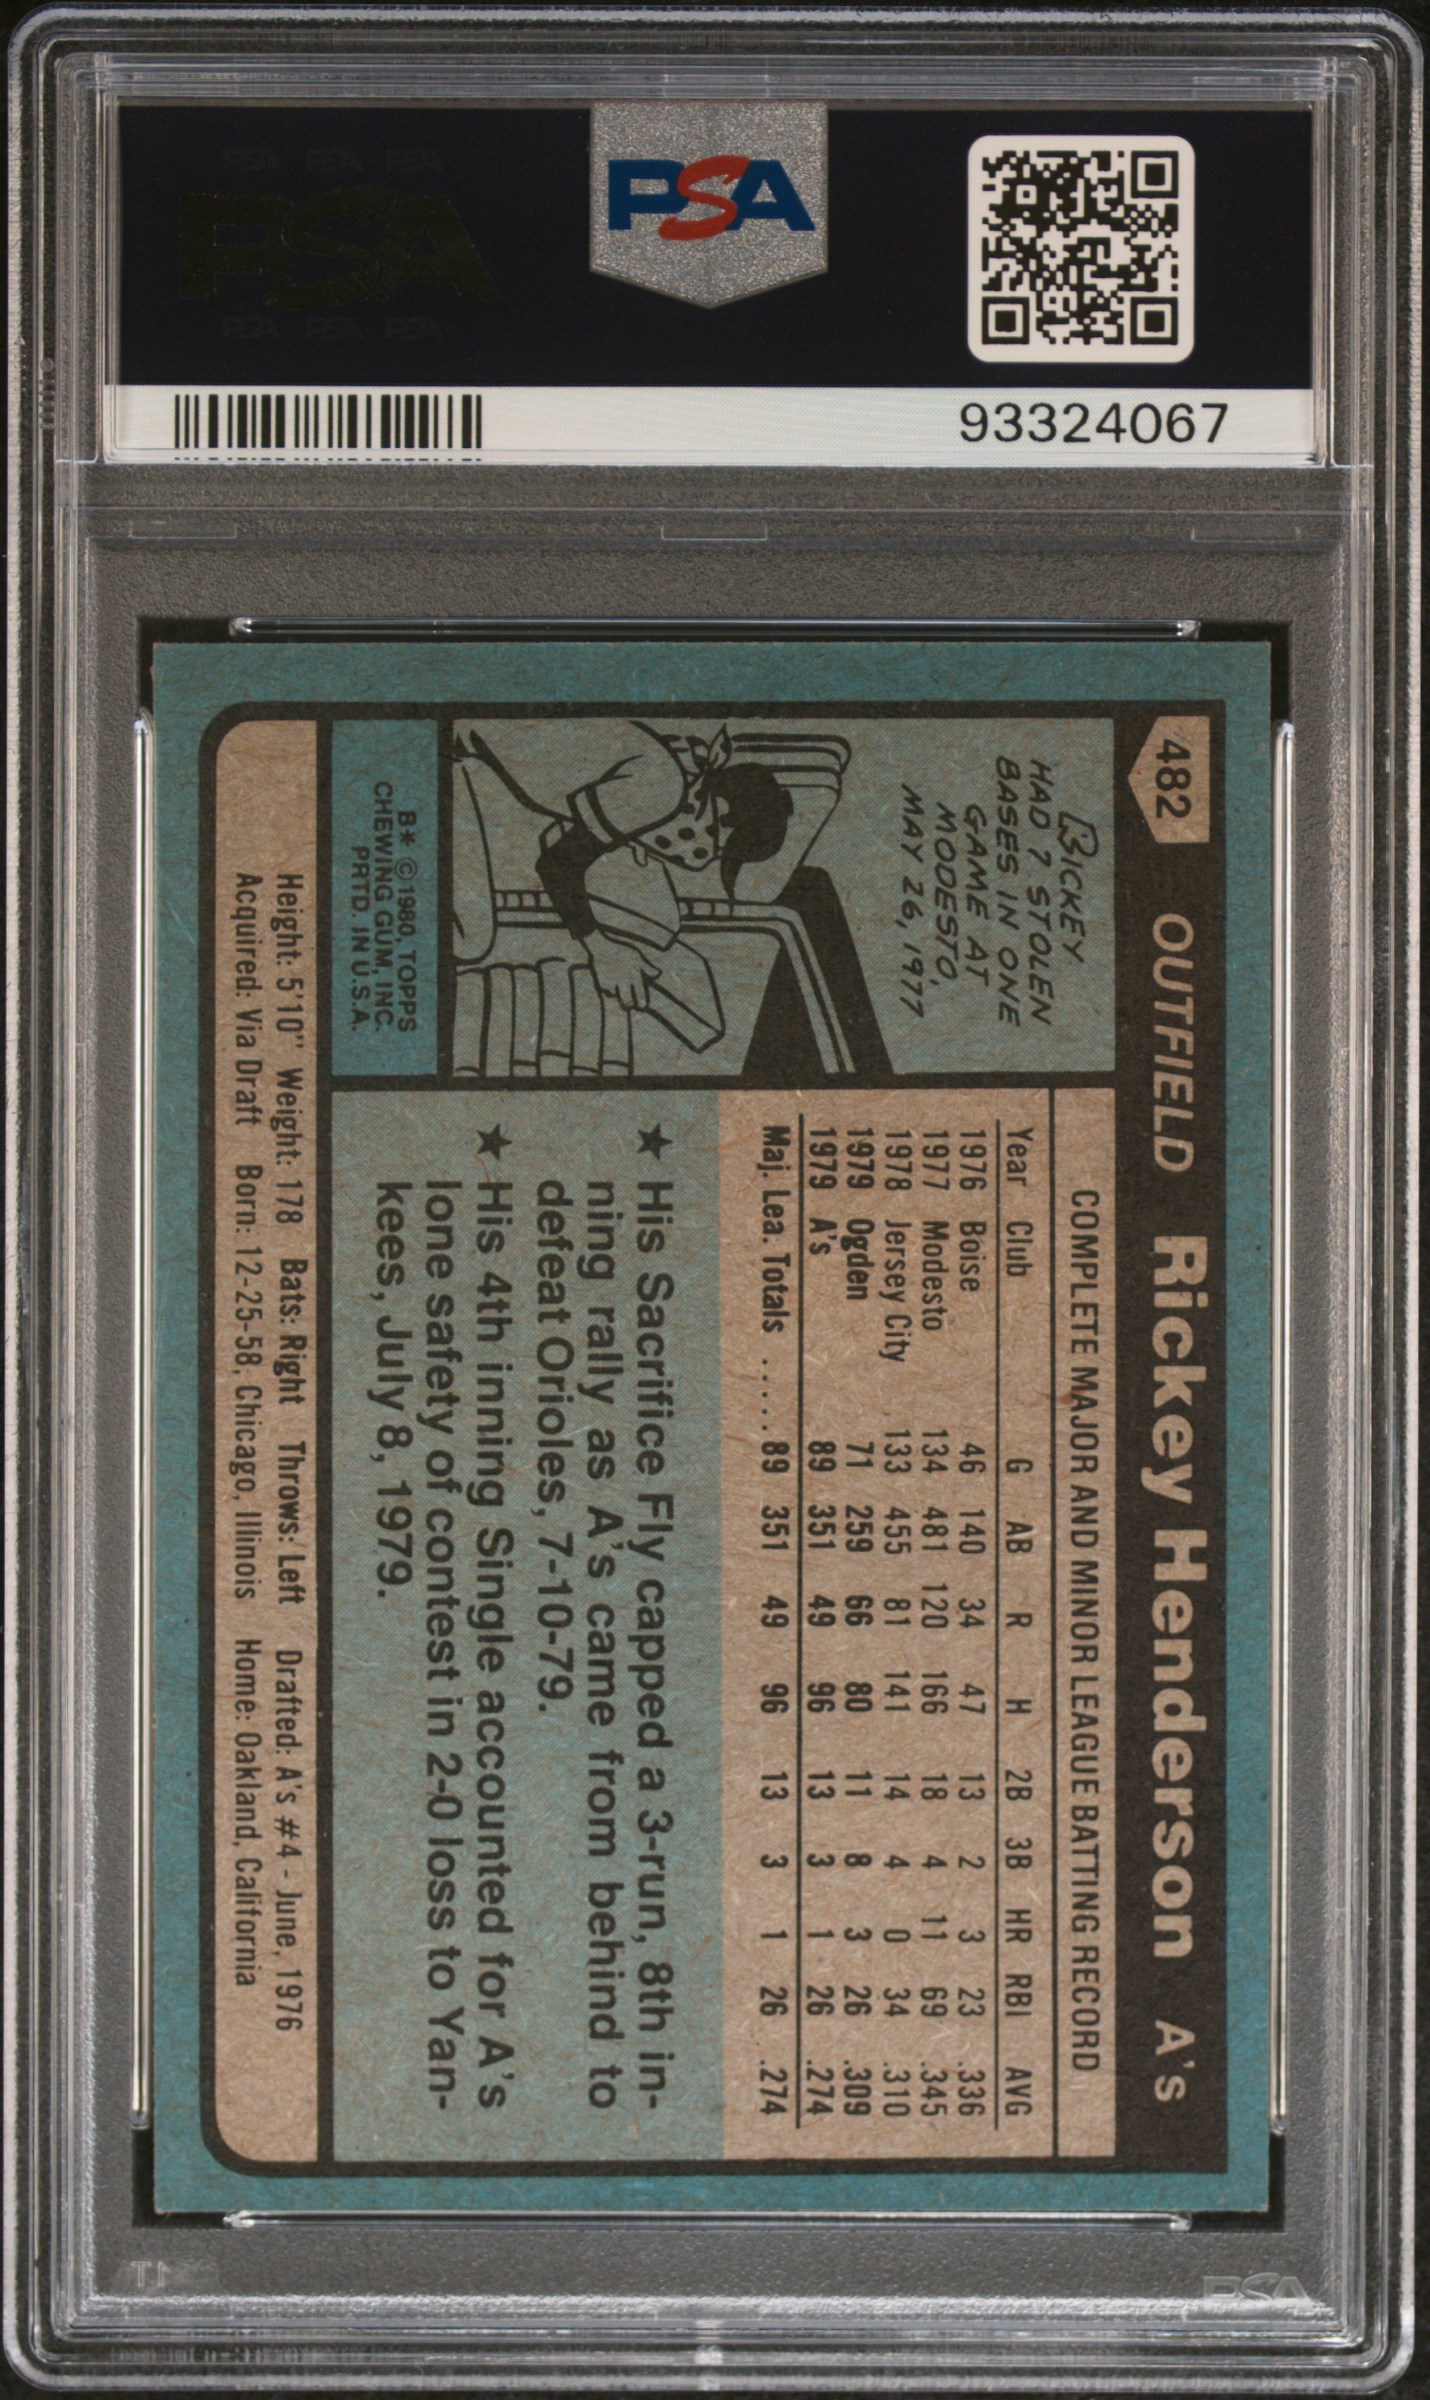 PSA
93324067
482 OUTFIELD Rickey Henderson A's
RICKEY
HAD 7 STOLEN
BASES IN ONE
GAME AT
MODESTO,
MAY 26, 1977
B* © 1980, TOPPS
CHEWING GUM, INC.
PRTD. IN U.S.A.
COMPLETE MAJOR AND MINOR LEAGUE BATTING RECORD
Year Club G AB R H 2B 3B HR RBI AVG
1976 Boise 46 140 34 47 13 2 3 23 .336
1977 Modesto 134 481 120 166 18 4 11 69 .345
1978 Jersey City 133 455 81 141 14 4 0 34 .310
1979 Ogden 71 259 66 80 11 8 3 26 .309
1979 A's 89 351 49 96 13 3 1 26 .274
Maj. Lea. Totals ..... 89 351 49 96 13 3 1 26 .274
★ His Sacrifice Fly capped a 3-run, 8th in-
ning rally as A's came from behind to
defeat Orioles, 7-10-79.
★ His 4th inning Single accounted for A's
lone safety of contest in 2-0 loss to Yan-
kees, July 8, 1979.
Height: 5'10" Weight: 178 Bats: Right Throws: Left Drafted: A's #4 - June, 1976
Acquired: Via Draft Born: 12-25-58, Chicago, Illinois Home: Oakland, California
PSA